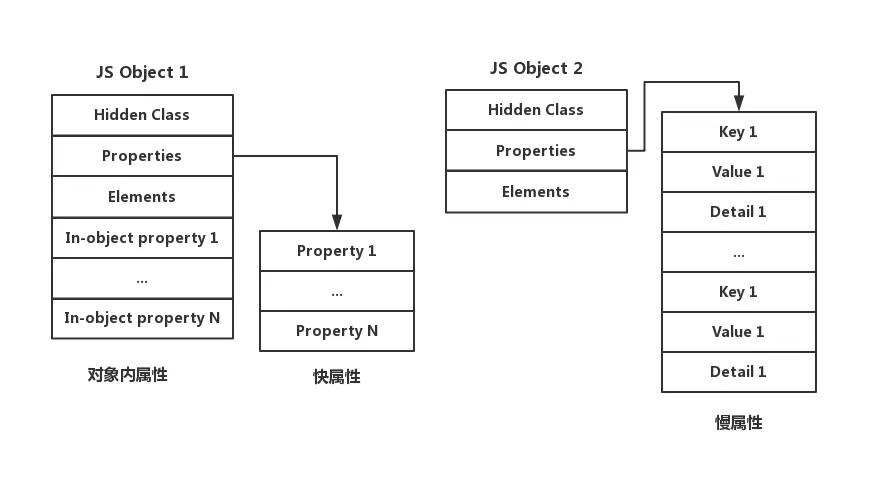 JS Object 1
Hidden Class
Properties
Elements
In-object property 1
...
In-object property N
对象内属性
Property 1
...
Property N
快属性
JS Object 2
Hidden Class
Properties
Elements
Key 1
Value 1
Detail 1
...
Key 1
Value 1
Detail 1
慢属性